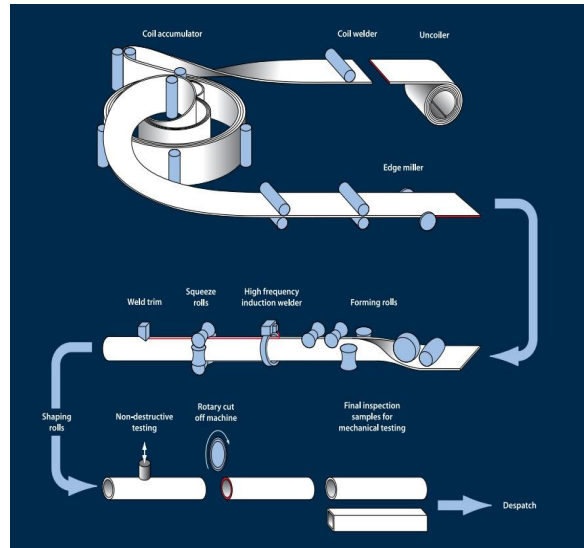 Coil accumulator
Coil welder
Uncoiler
Edge miller
Weld trim
Squeeze
rolls
High frequency
induction welder
Forming rolls
Shaping
rolls
Non-destructive
testing
Rotary cut
off machine
Final inspection
samples for
mechanical testing
Despatch